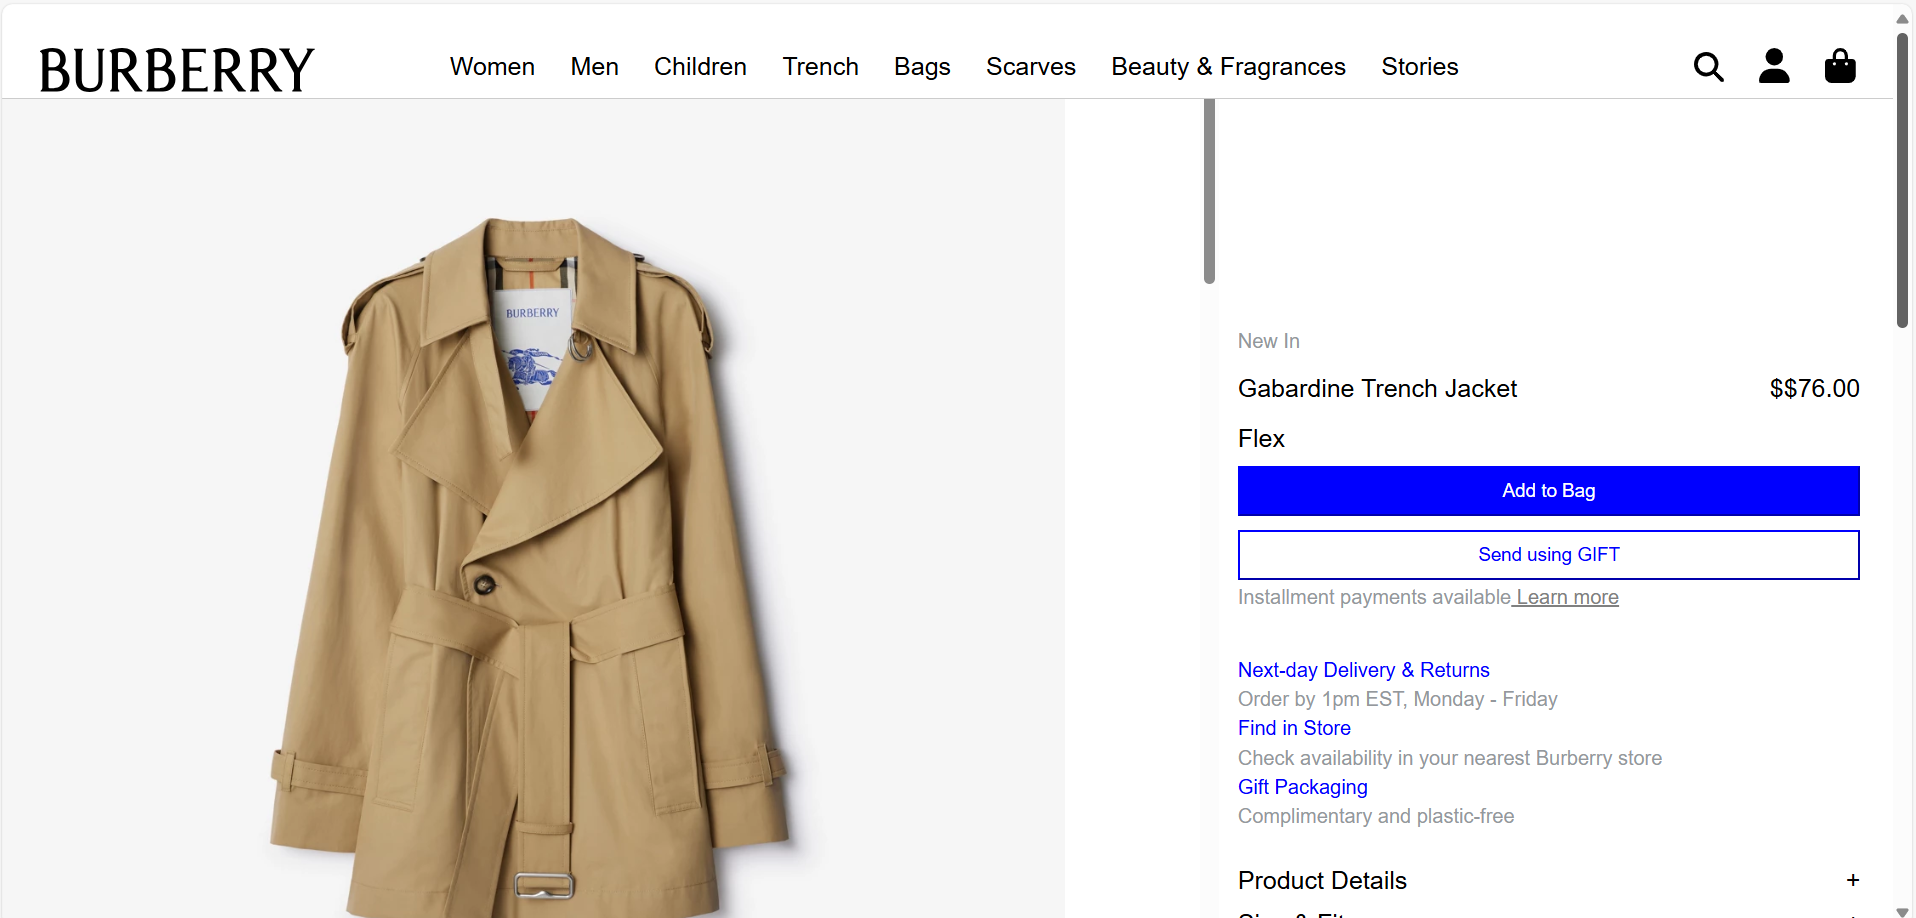 BURBERRY
Women Men Children Trench Bags Scarves Beauty & Fragrances Stories
BURBERRY
New In
Gabardine Trench Jacket $$76.00
Flex
Add to Bag
Send using GIFT
Installment payments available Learn more
Next-day Delivery & Returns
Order by 1pm EST, Monday - Friday
Find in Store
Check availability in your nearest Burberry store
Gift Packaging
Complimentary and plastic-free
Product Details +